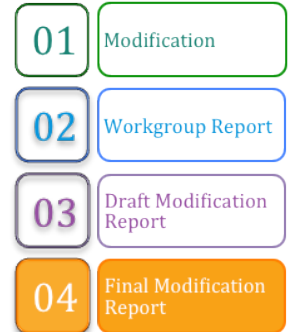 01
Modification
02
Workgroup Report
03
Draft Modification
Report
04
Final Modification
Report